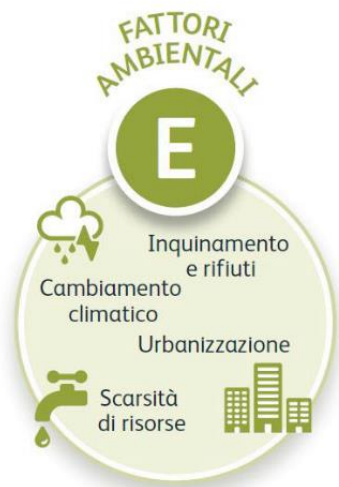 FATTORI
AMBIENTALI
E
Inquinamento
e rifiuti
Cambiamento
climatico
Urbanizzazione
Scarsità
di risorse